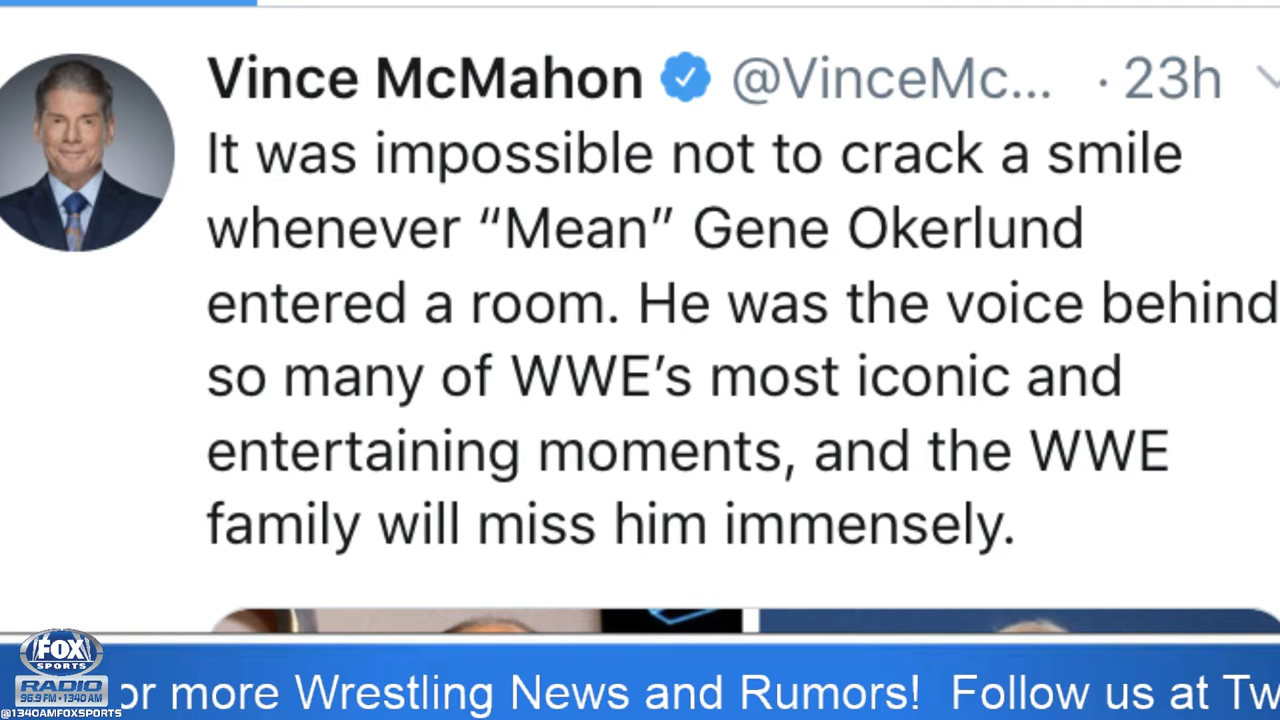 Vince McMahon @VinceMc... · 23h
It was impossible not to crack a smile
whenever “Mean” Gene Okerlund
entered a room. He was the voice behind
so many of WWE’s most iconic and
entertaining moments, and the WWE
family will miss him immensely.
FOX
SPORTS
RADIO
96.9 FM • 1340 AM
@1340AMFOXSPORTS
or more Wrestling News and Rumors! Follow us at Tw